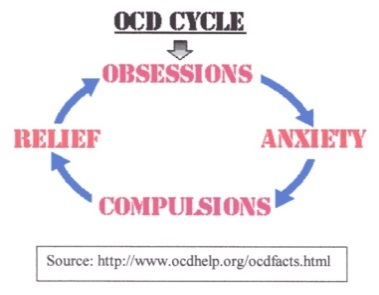 OCD CYCLE
OBSESSIONS
RELIEF
ANXIETY
COMPULSIONS
Source: http://www.ocdhelp.org/ocdfacts.html